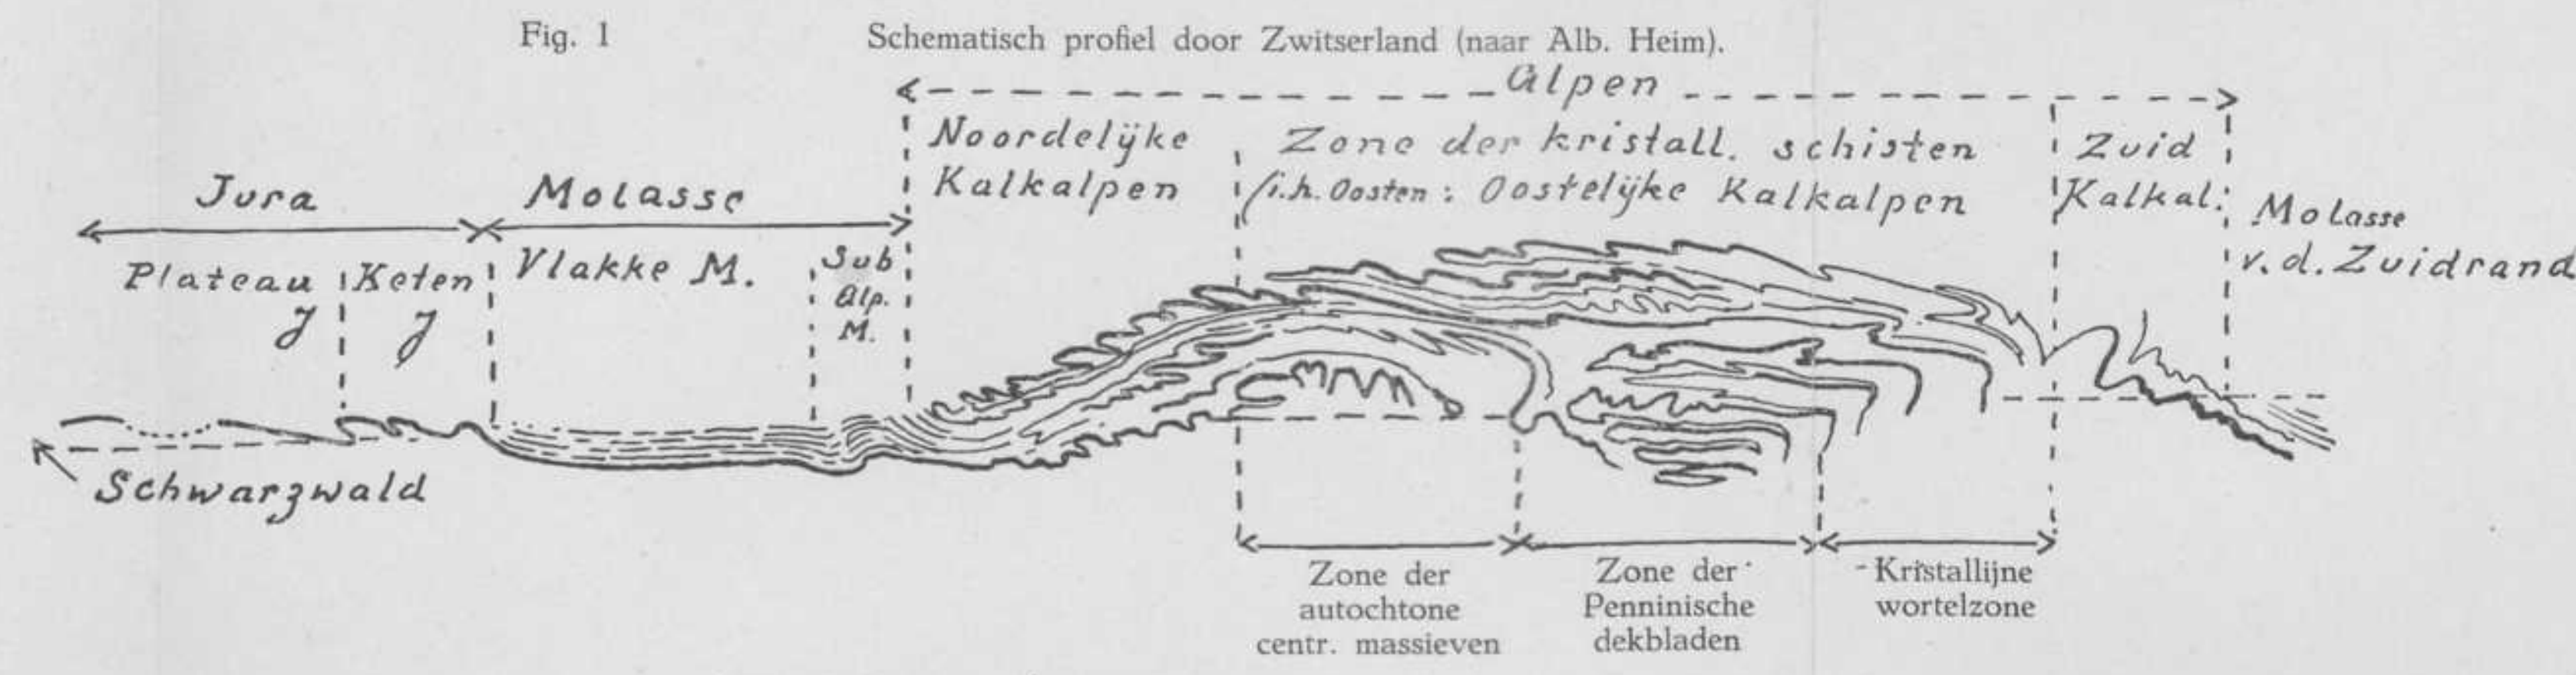 Fig. 1
Schematisch profiel door Zwitserland (naar Alb. Heim).
Alpen
Noordelijke
Kalkalpen
Zone der kristall. schisten
(i.h. Oosten: Oostelijke Kalkalpen
Zuid
Kalkal.
Molasse
v.d. Zuidrand
Jura
Molasse
Plateau
J
Keten
J
Vlakke M.
Sub
Alp.
M.
Schwarzwald
Zone der
autochtone
centr. massieven
Zone der
Penninische
dekbladen
Kristallijne
wortelzone